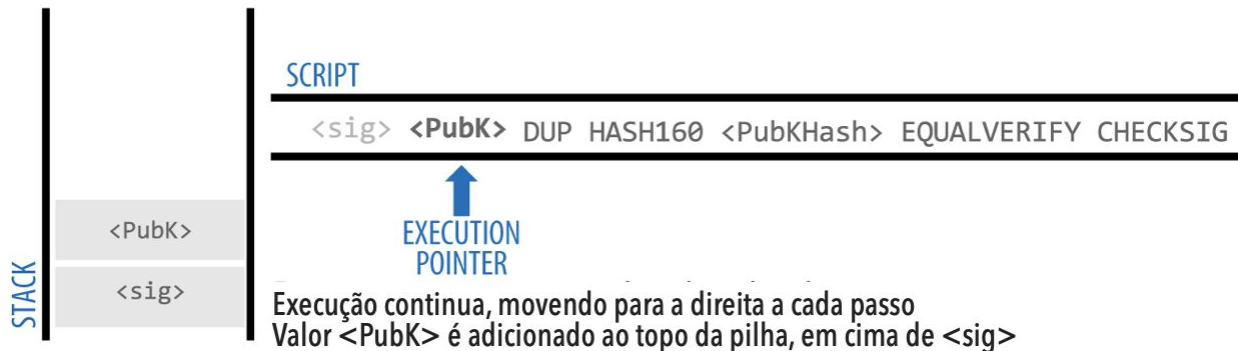 SCRIPT
<sig> <PubK> DUP HASH160 <PubKHash> EQUALVERIFY CHECKSIG
<PubK>
<sig>
STACK
EXECUTION
POINTER
Execução continua, movendo para a direita a cada passo
Valor <PubK> é adicionado ao topo da pilha, em cima de <sig>